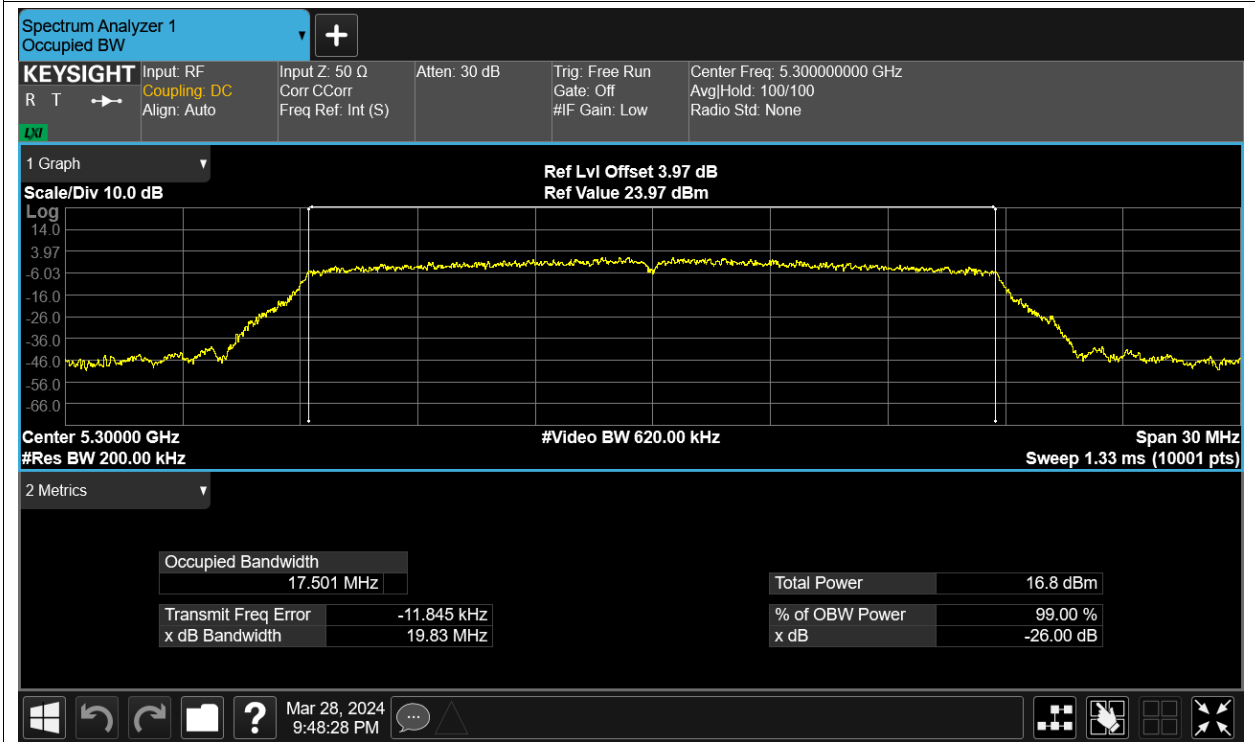 Spectrum Analyzer 1
Occupied BW
KEYSIGHT Input: RF Input Z: 50 Ω Atten: 30 dB Trig: Free Run Center Freq: 5.300000000 GHz
R T Coupling: DC Corr CCorr Gate: Off Avg|Hold: 100/100
Align: Auto Freq Ref: Int (S) #IF Gain: Low Radio Std: None
LXI
1 Graph
Ref Lvl Offset 3.97 dB
Scale/Div 10.0 dB Ref Value 23.97 dBm
Log
14.0
3.97
-6.03
-16.0
-26.0
-36.0
-46.0
-56.0
-66.0
Center 5.30000 GHz #Video BW 620.00 kHz Span 30 MHz
#Res BW 200.00 kHz Sweep 1.33 ms (10001 pts)
2 Metrics
Occupied Bandwidth
17.501 MHz Total Power 16.8 dBm
Transmit Freq Error -11.845 kHz % of OBW Power 99.00 %
x dB Bandwidth 19.83 MHz x dB -26.00 dB
? Mar 28, 2024
9:48:28 PM